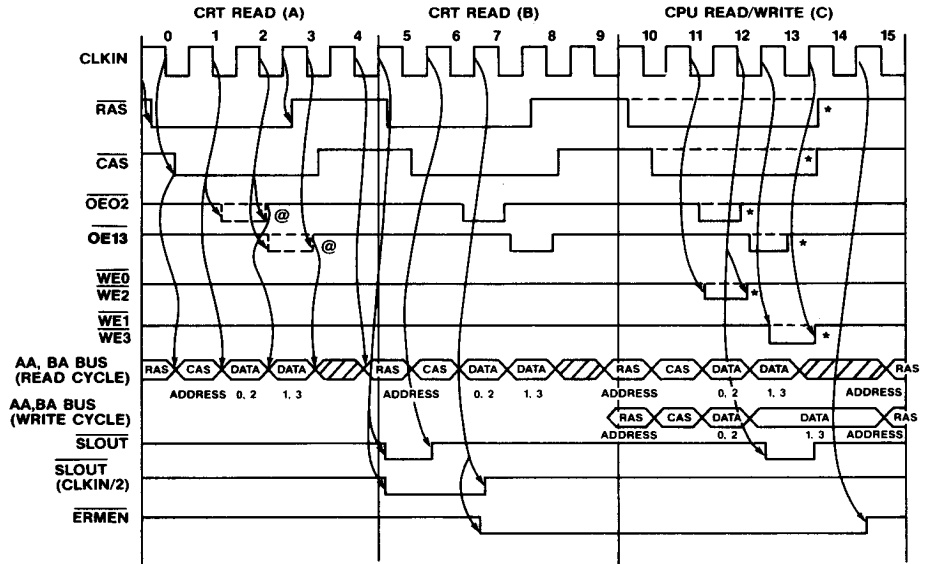 CRT READ (A) CRT READ (B) CPU READ/WRITE (C)
0 1 2 3 4 5 6 7 8 9 10 11 12 13 14 15
CLKIN
RAS
*
CAS
*
OEO2
@ *
OE13
@ *
WE0
WE2
*
WE1
WE3
*
AA, BA BUS
(READ CYCLE)
RAS CAS DATA DATA RAS CAS DATA DATA RAS CAS DATA DATA RAS
ADDRESS 0, 2 1, 3 ADDRESS 0, 2 1, 3 ADDRESS 0, 2 1, 3 ADDRESS
AA,BA BUS
(WRITE CYCLE)
RAS CAS DATA DATA RAS
ADDRESS 0, 2 1, 3 ADDRESS
SLOUT
SLOUT
(CLKIN/2)
ERMEN